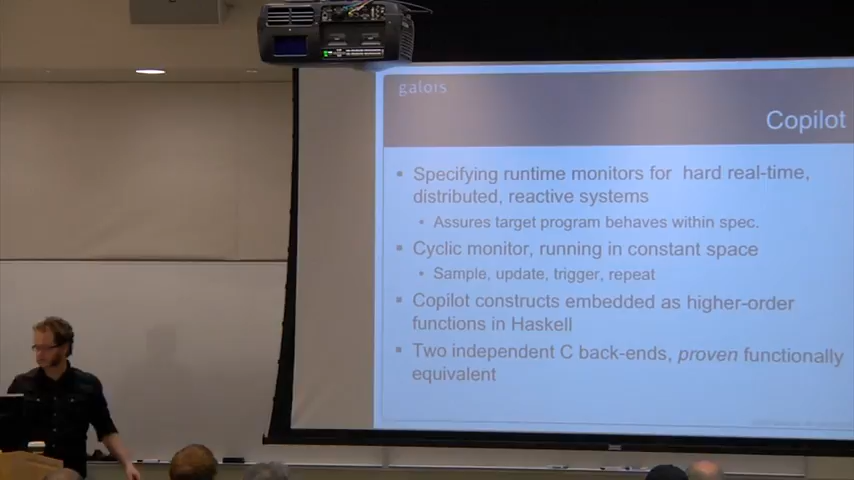 galois
Copilot
Specifying runtime monitors for hard real-time,
distributed, reactive systems
Assures target program behaves within spec.
Cyclic monitor, running in constant space
Sample, update, trigger, repeat
Copilot constructs embedded as higher-order
functions in Haskell
Two independent C back-ends, proven functionally
equivalent